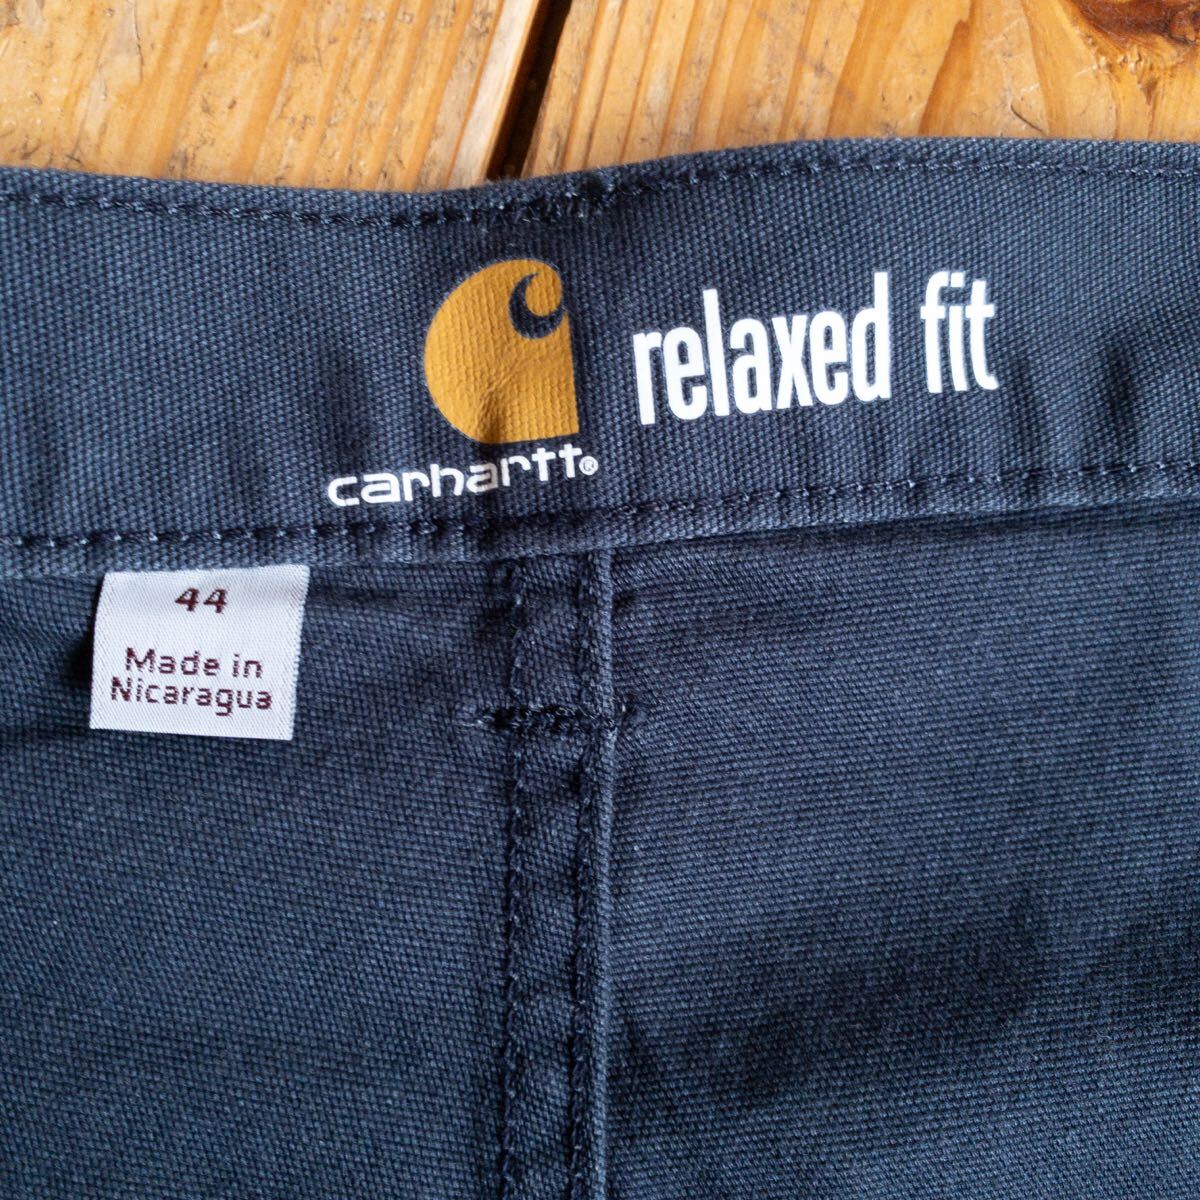 relaxed fit
carhartt®
44
Made in
Nicaragua